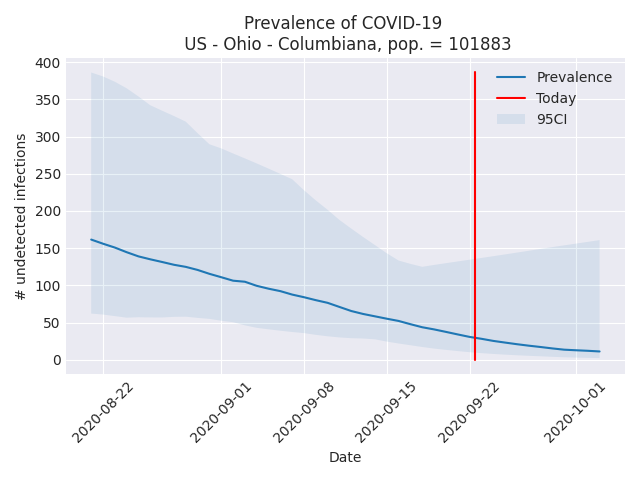 Prevalence of COVID-19
US - Ohio - Columbiana, pop. = 101883
Prevalence
Today
95CI
# undetected infections
400
350
300
250
200
150
100
50
0
2020-08-22
2020-09-01
2020-09-08
2020-09-15
2020-09-22
2020-10-01
Date